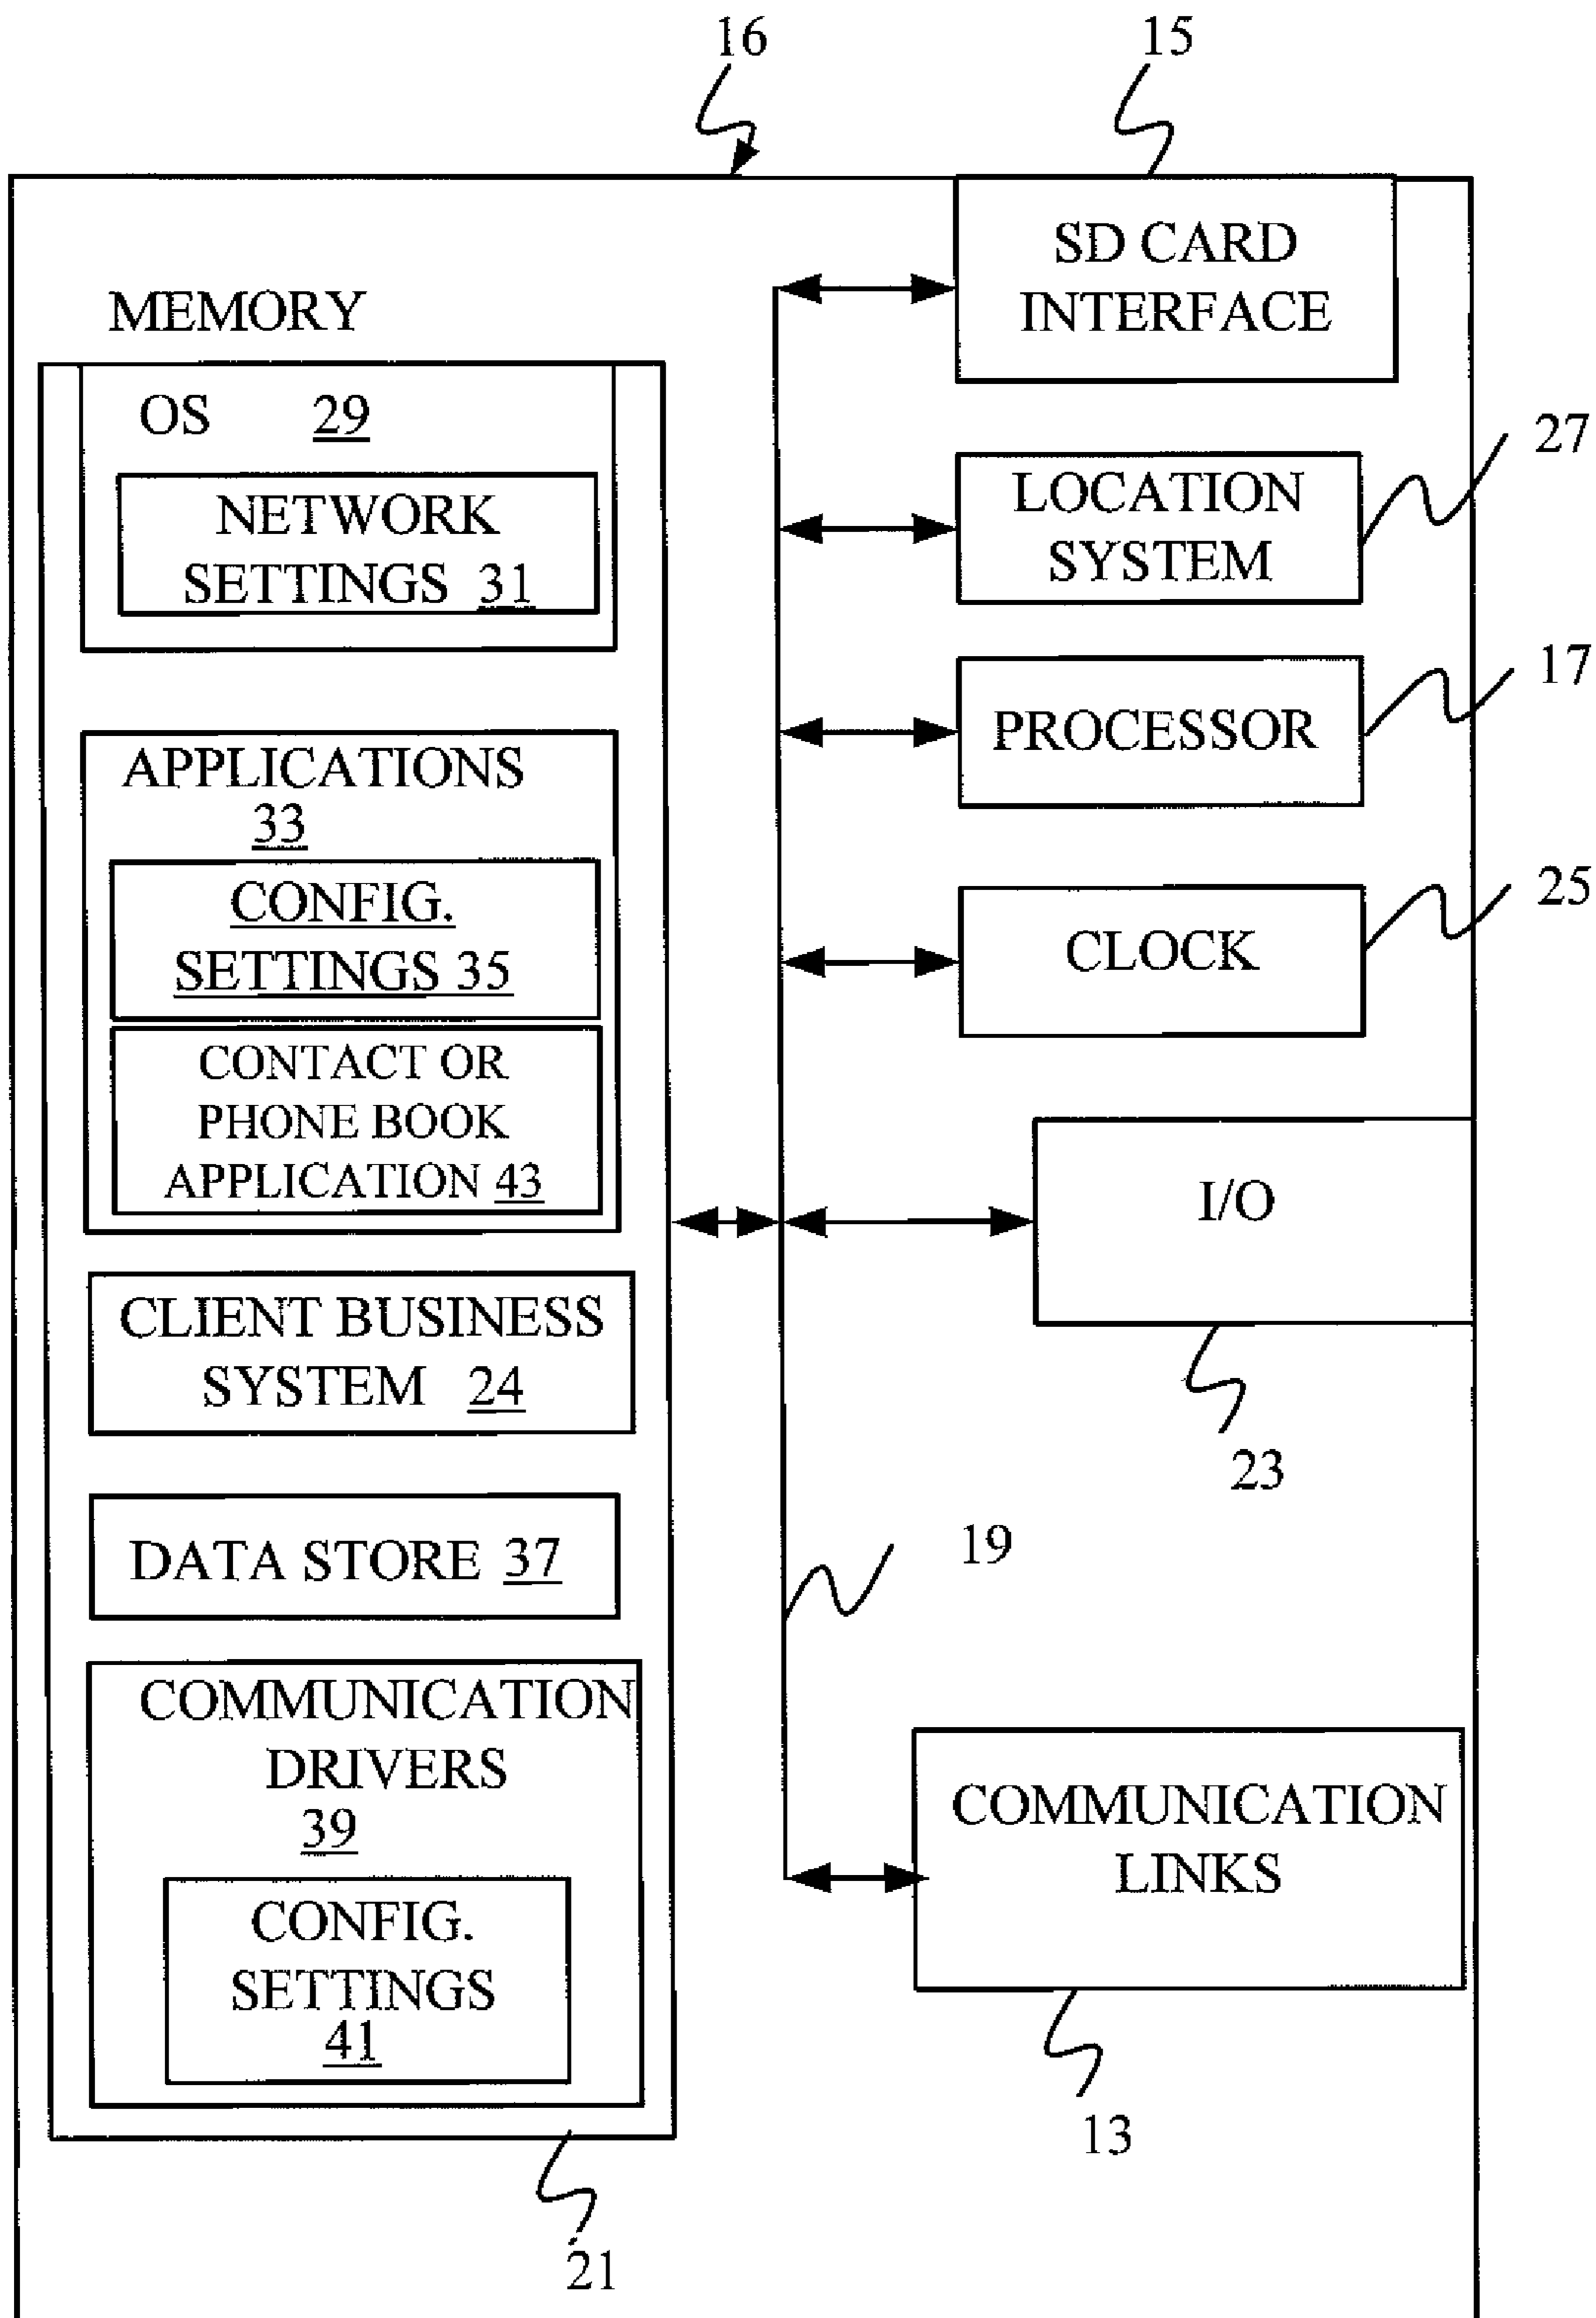 16
15
SD CARD
INTERFACE
MEMORY
OS 29
NETWORK
SETTINGS 31
APPLICATIONS
33
CONFIG.
SETTINGS 35
CONTACT OR
PHONE BOOK
APPLICATION 43
CLIENT BUSINESS
SYSTEM 24
DATA STORE 37
COMMUNICATION
DRIVERS
39
CONFIG.
SETTINGS
41
21
LOCATION
SYSTEM
27
PROCESSOR
17
CLOCK
25
I/O
23
19
COMMUNICATION
LINKS
13